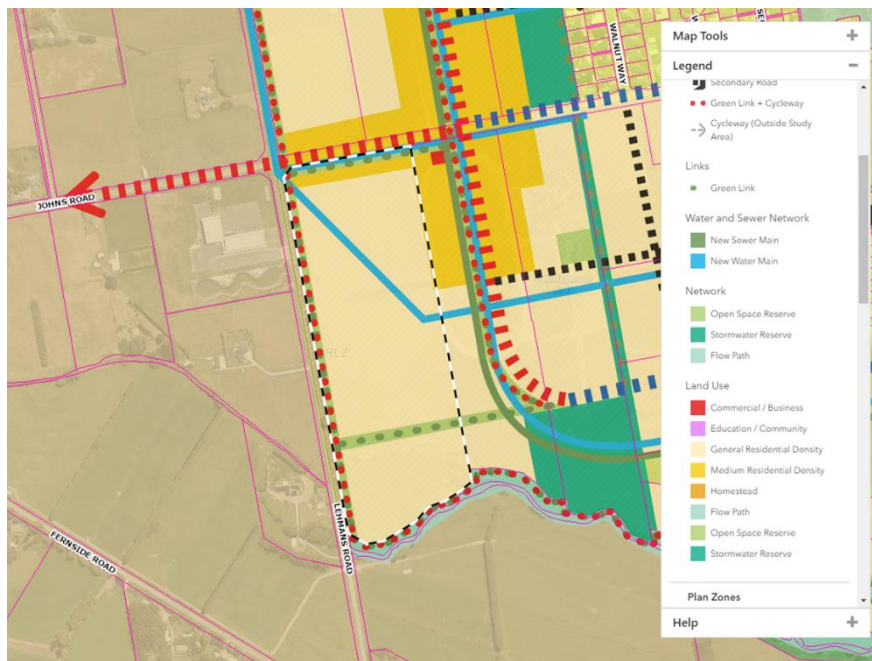 WALNUT WAY
JOHNS ROAD
RLZ
LEHMANS ROAD
FERNSIDE ROAD
Map Tools
Legend
Secondary Road
Green Link + Cycleway
Cycleway (Outside Study
Area)
Links
Green Link
Water and Sewer Network
New Sewer Main
New Water Main
Network
Open Space Reserve
Stormwater Reserve
Flow Path
Land Use
Commercial / Business
Education / Community
General Residential Density
Medium Residential Density
Homestead
Flow Path
Open Space Reserve
Stormwater Reserve
Plan Zones
Help